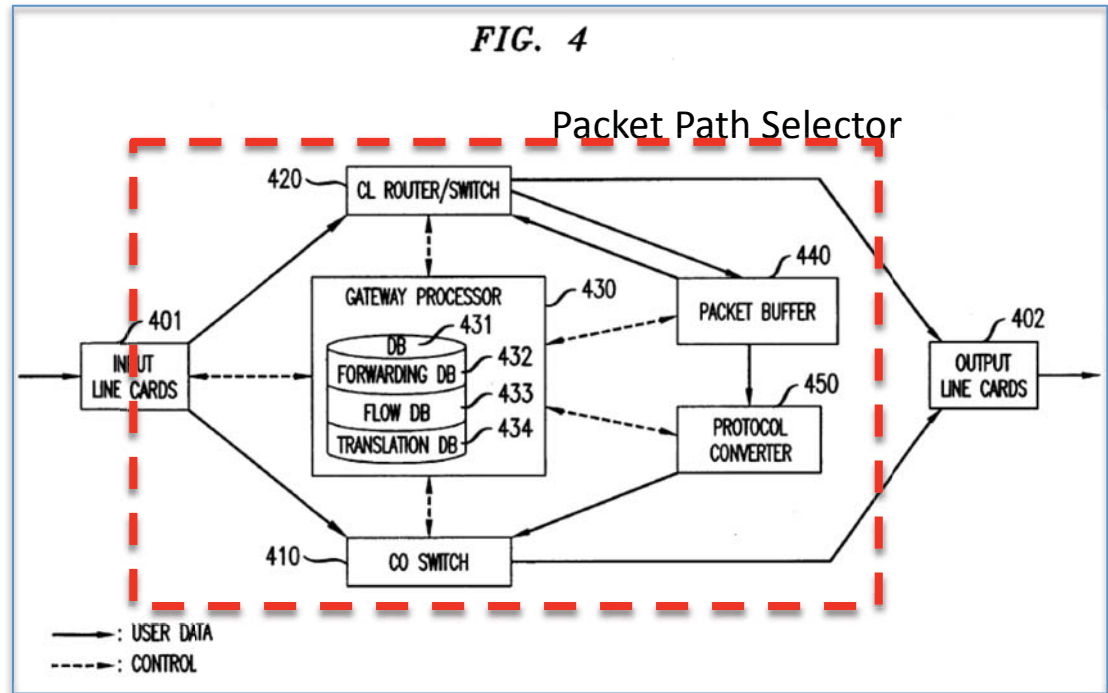 FIG. 4
Packet Path Selector
420
CL ROUTER/SWITCH
440
GATEWAY PROCESSOR
430
PACKET BUFFER
401
431
402
DB
432
INPUT
LINE CARDS
FORWARDING DB
OUTPUT
LINE CARDS
433
450
FLOW DB
434
PROTOCOL
CONVERTER
TRANSLATION DB
410
CO SWITCH
: USER DATA
: CONTROL